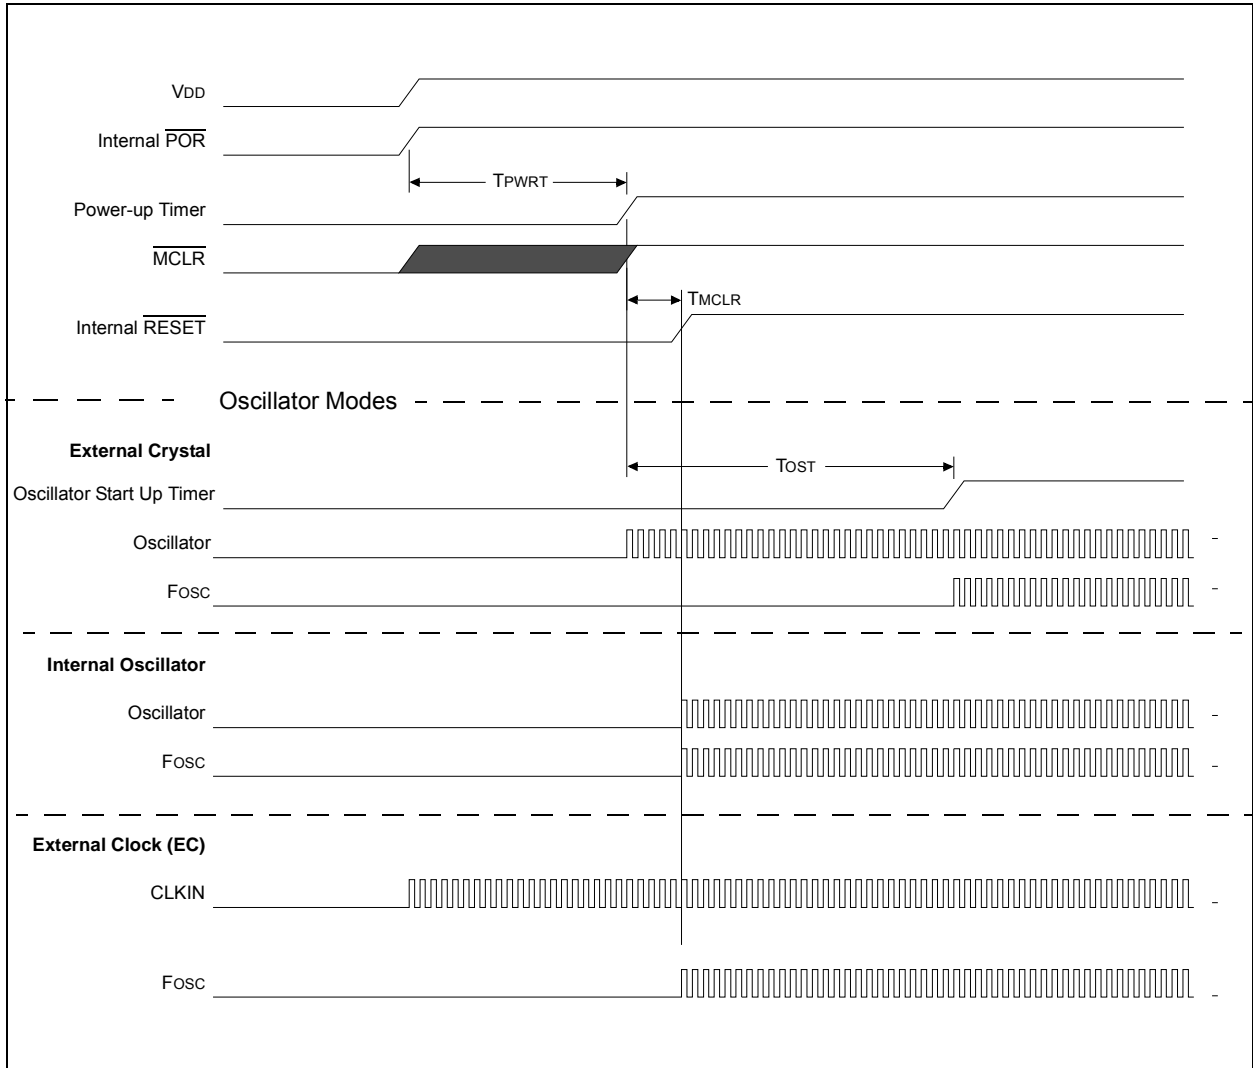 VDD
Internal POR
TPWRT
Power-up Timer
MCLR
TMCLR
Internal RESET
Oscillator Modes
External Crystal
TOST
Oscillator Start Up Timer
Oscillator
FOSC
Internal Oscillator
Oscillator
FOSC
External Clock (EC)
CLKIN
FOSC